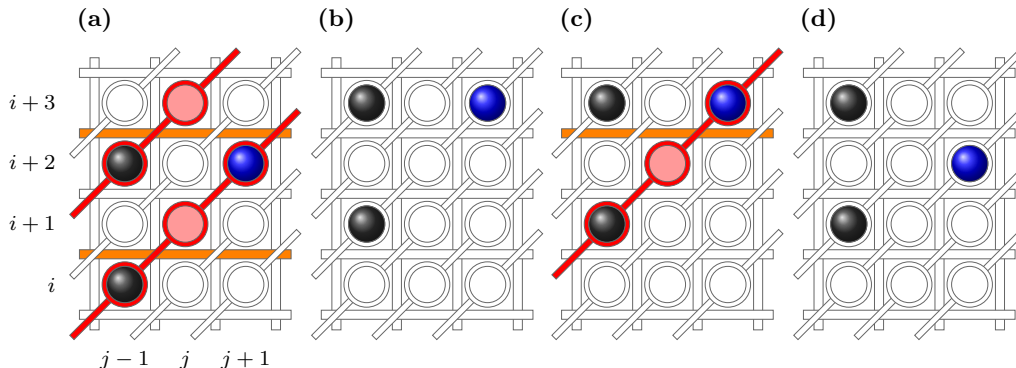 (a) (b) (c) (d)
i + 3
i + 2
i + 1
i
j − 1 j j + 1